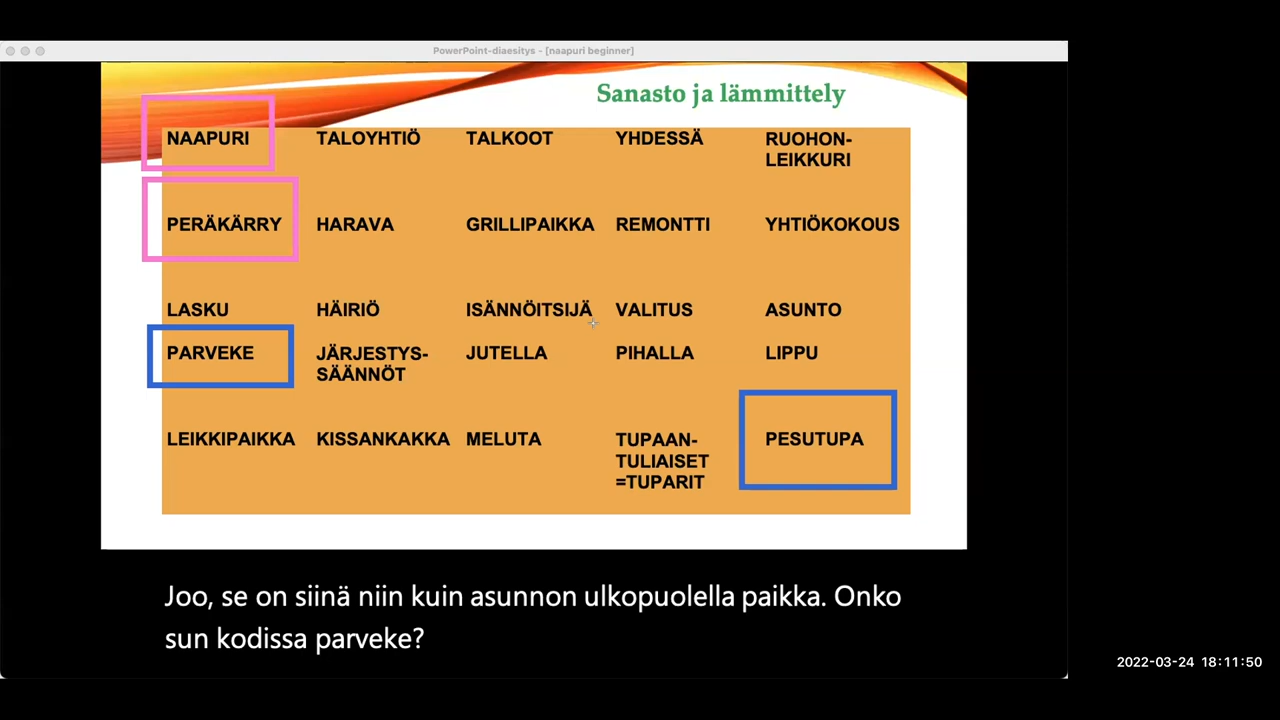 PowerPoint-diaesitys - [naapuri beginner]
Sanasto ja lämmittely
NAAPURI TALOYHTIÖ TALKOOT YHDESSÄ RUOHON-
LEIKKURI
PERÄKÄRRY HARAVA GRILLIPAIKKA REMONTTI YHTIÖKOKOUS
LASKU HÄIRIÖ ISÄNNÖITSIJÄ VALITUS ASUNTO
PARVEKE JÄRJESTYS- JUTELLA PIHALLA LIPPU
SÄÄNNÖT
LEIKKIPAIKKA KISSANKAKKA MELUTA TUPAAN- PESUTUPA
TULIAISET
=TUPARIT
Joo, se on siinä niin kuin asunnon ulkopuolella paikka. Onko
sun kodissa parveke?
2022-03-24 18:11:50